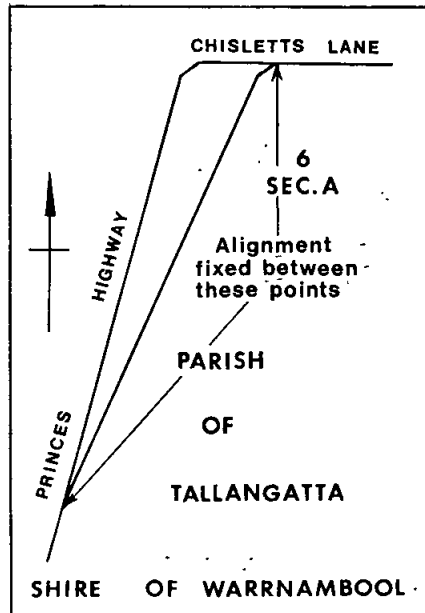 CHISLETTS LANE
6
SEC.A
Alignment
fixed between
these points
HIGHWAY
PRINCES
PARISH
OF
TALLANGATTA
SHIRE OF WARRNAMBOOL